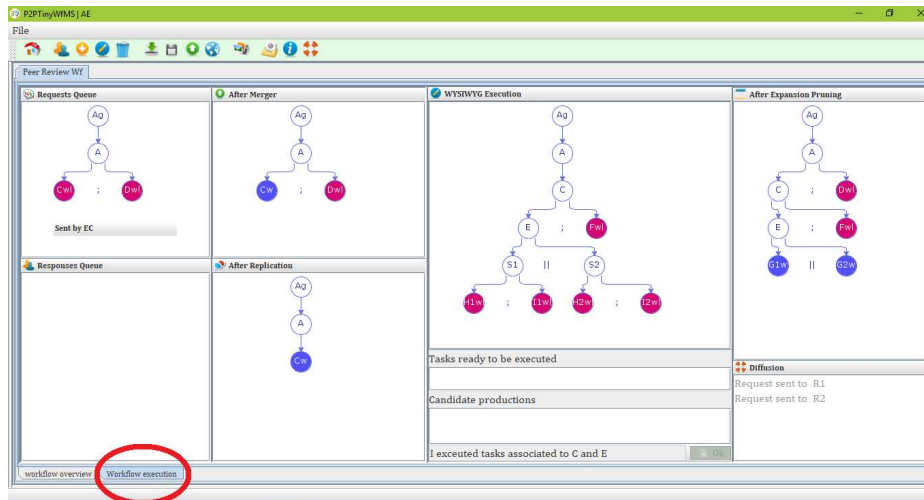 P2PTinyWfMS | AE
File
Peer Review Wf
Requests Queue
Ag
A
Cwl ; Dwl
Sent by EC
After Merger
Ag
A
Cw ; Dwl
WYSIWYG Execution
Ag
A
C
E ; Fwl
S1 || S2
H1wl ; I1wl H2wl ; I2wl
After Expansion Pruning
Ag
A
C ; Dwl
E ; Fwl
G1w || G2w
Responses Queue
After Replication
Ag
A
Cw
Tasks ready to be executed
Candidate productions
I excecuted tasks associated to C and E
Ok
Diffusion
Request sent to R1
Request sent to R2
workflow overview
Workflow execution